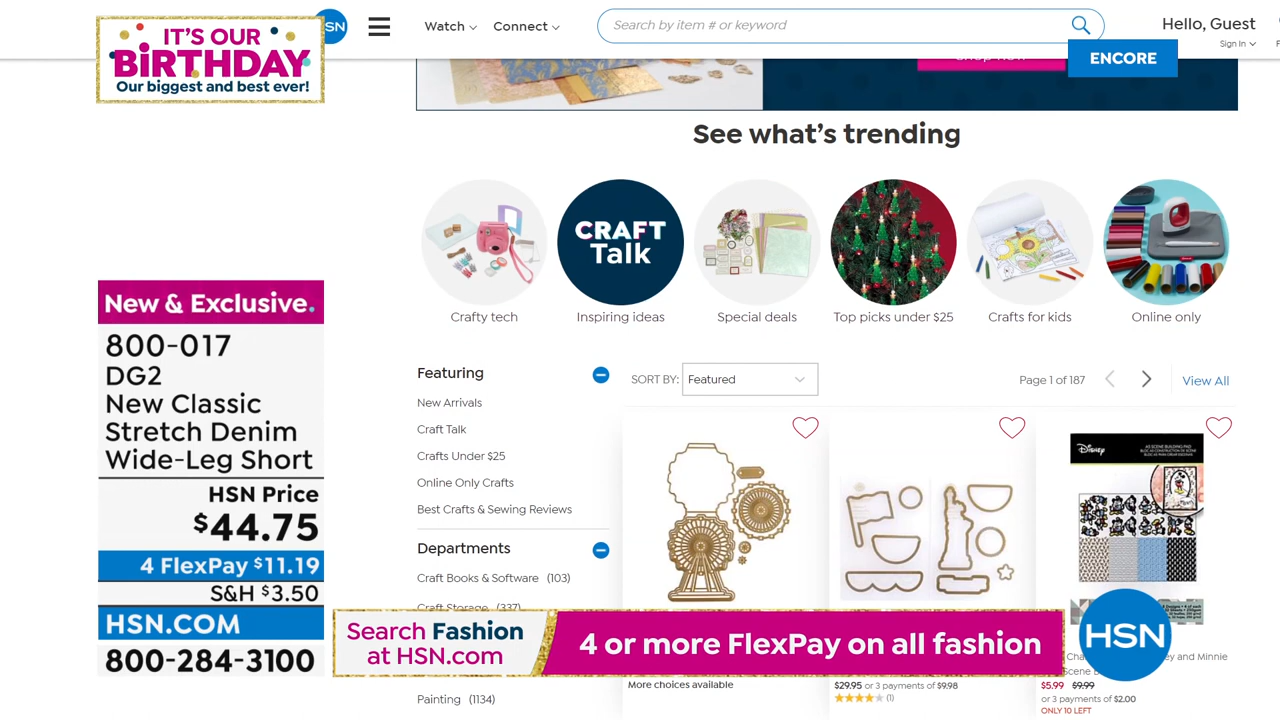 IT'S OUR
BiRTHDAY
Our biggest and best ever!
SN
Watch
Connect
Search by item # or keyword
Hello, Guest
Sign In
ENCORE
See what's trending
CRAFT
Talk
Crafty tech
Inspiring ideas
Special deals
Top picks under $25
Crafts for kids
Online only
New & Exclusive.
800-017
DG2
New Classic
Stretch Denim
Wide-Leg Short
HSN Price
$44.75
4 FlexPay $11.19
S&H $3.50
HSN.COM
800-284-3100
Featuring
New Arrivals
Craft Talk
Crafts Under $25
Online Only Crafts
Best Crafts & Sewing Reviews
Departments
Craft Books & Software (103)
Craft Storage (337)
Painting (1134)
SORT BY: Featured
Page 1 of 187
View All
Disney
Search Fashion
at HSN.com
4 or more FlexPay on all fashion
HSN
More choices available
$29.95 or 3 payments of $9.98
(1)
and Minnie
$5.99 $9.99
or 3 payments of $2.00
ONLY 10 LEFT